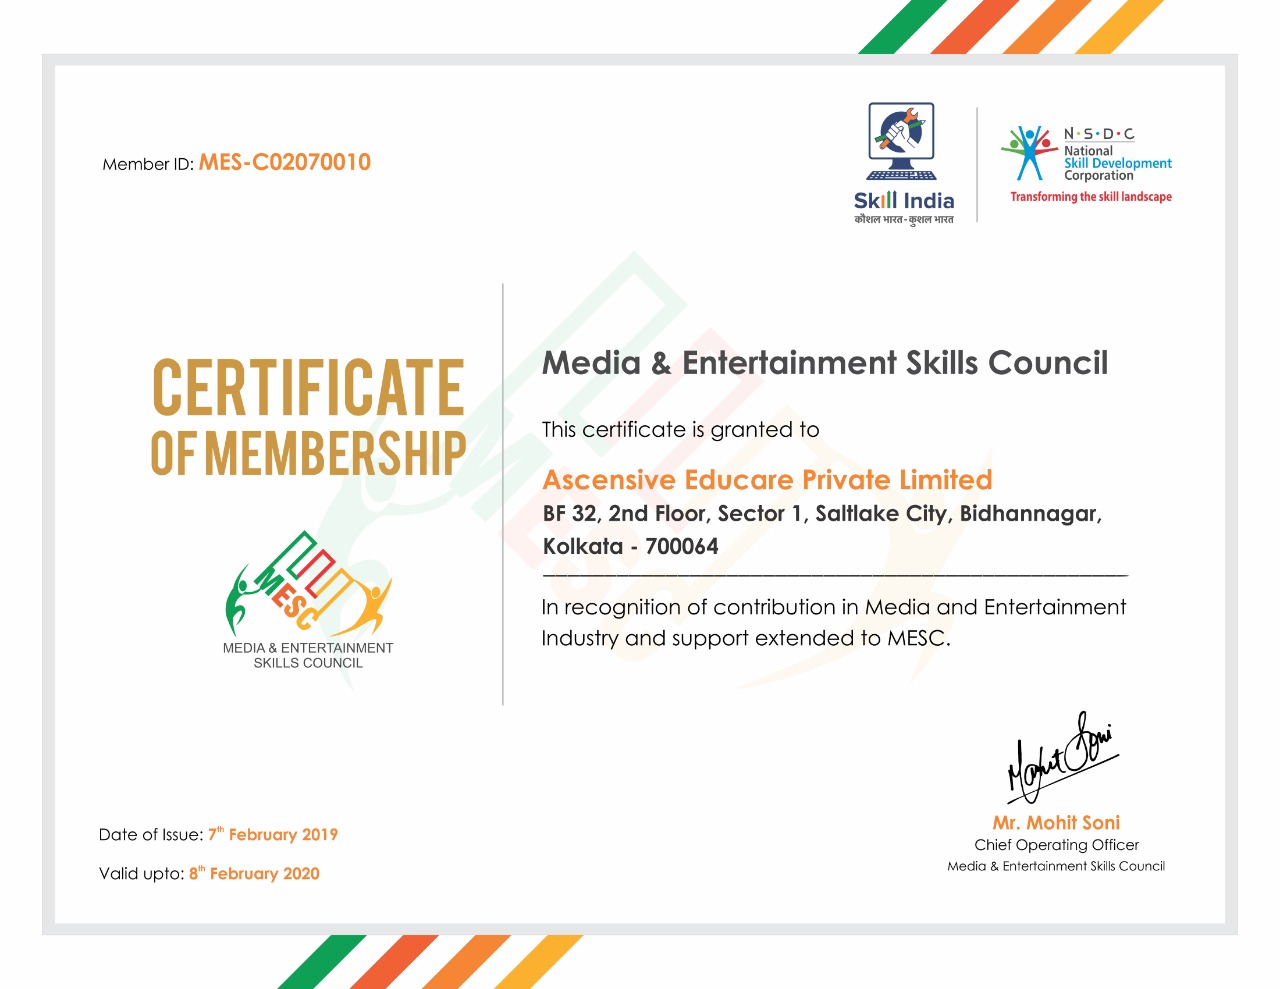 Member ID: MES-C02070010
Skill India
कौशल भारत - कुशल भारत
N·S·D·C
National
Skill Development
Corporation
Transforming the skill landscape
CERTIFICATE
OF MEMBERSHIP
MESC
MEDIA & ENTERTAINMENT
SKILLS COUNCIL
Media & Entertainment Skills Council
This certificate is granted to
Ascensive Educare Private Limited
BF 32, 2nd Floor, Sector 1, Saltlake City, Bidhannagar,
Kolkata - 700064
In recognition of contribution in Media and Entertainment
Industry and support extended to MESC.
Mohit Soni
Mr. Mohit Soni
Chief Operating Officer
Media & Entertainment Skills Council
Date of Issue: 7th February 2019
Valid upto: 8th February 2020